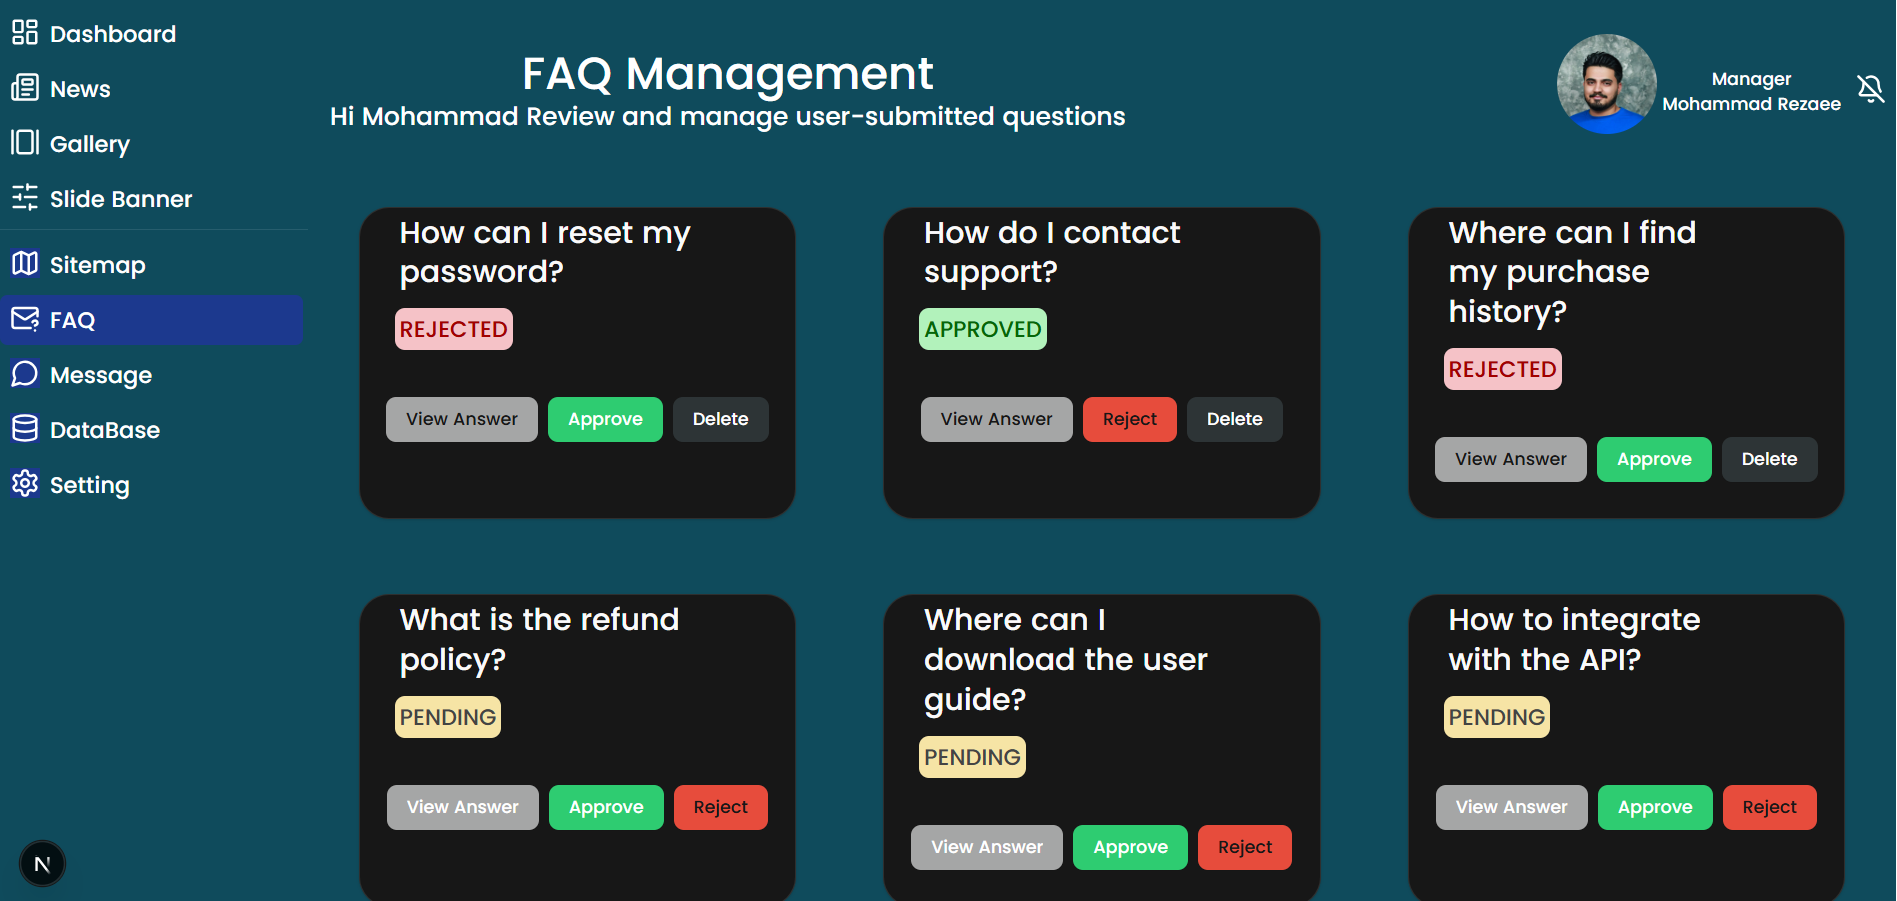 Dashboard
News
Gallery
Slide Banner
Sitemap
FAQ
Message
DataBase
Setting
N
FAQ Management
Hi Mohammad Review and manage user-submitted questions
Manager
Mohammad Rezaee
How can I reset my
password?
REJECTED
View Answer Approve Delete
How do I contact
support?
APPROVED
View Answer Reject Delete
Where can I find
my purchase
history?
REJECTED
View Answer Approve Delete
What is the refund
policy?
PENDING
View Answer Approve Reject
Where can I
download the user
guide?
PENDING
View Answer Approve Reject
How to integrate
with the API?
PENDING
View Answer Approve Reject